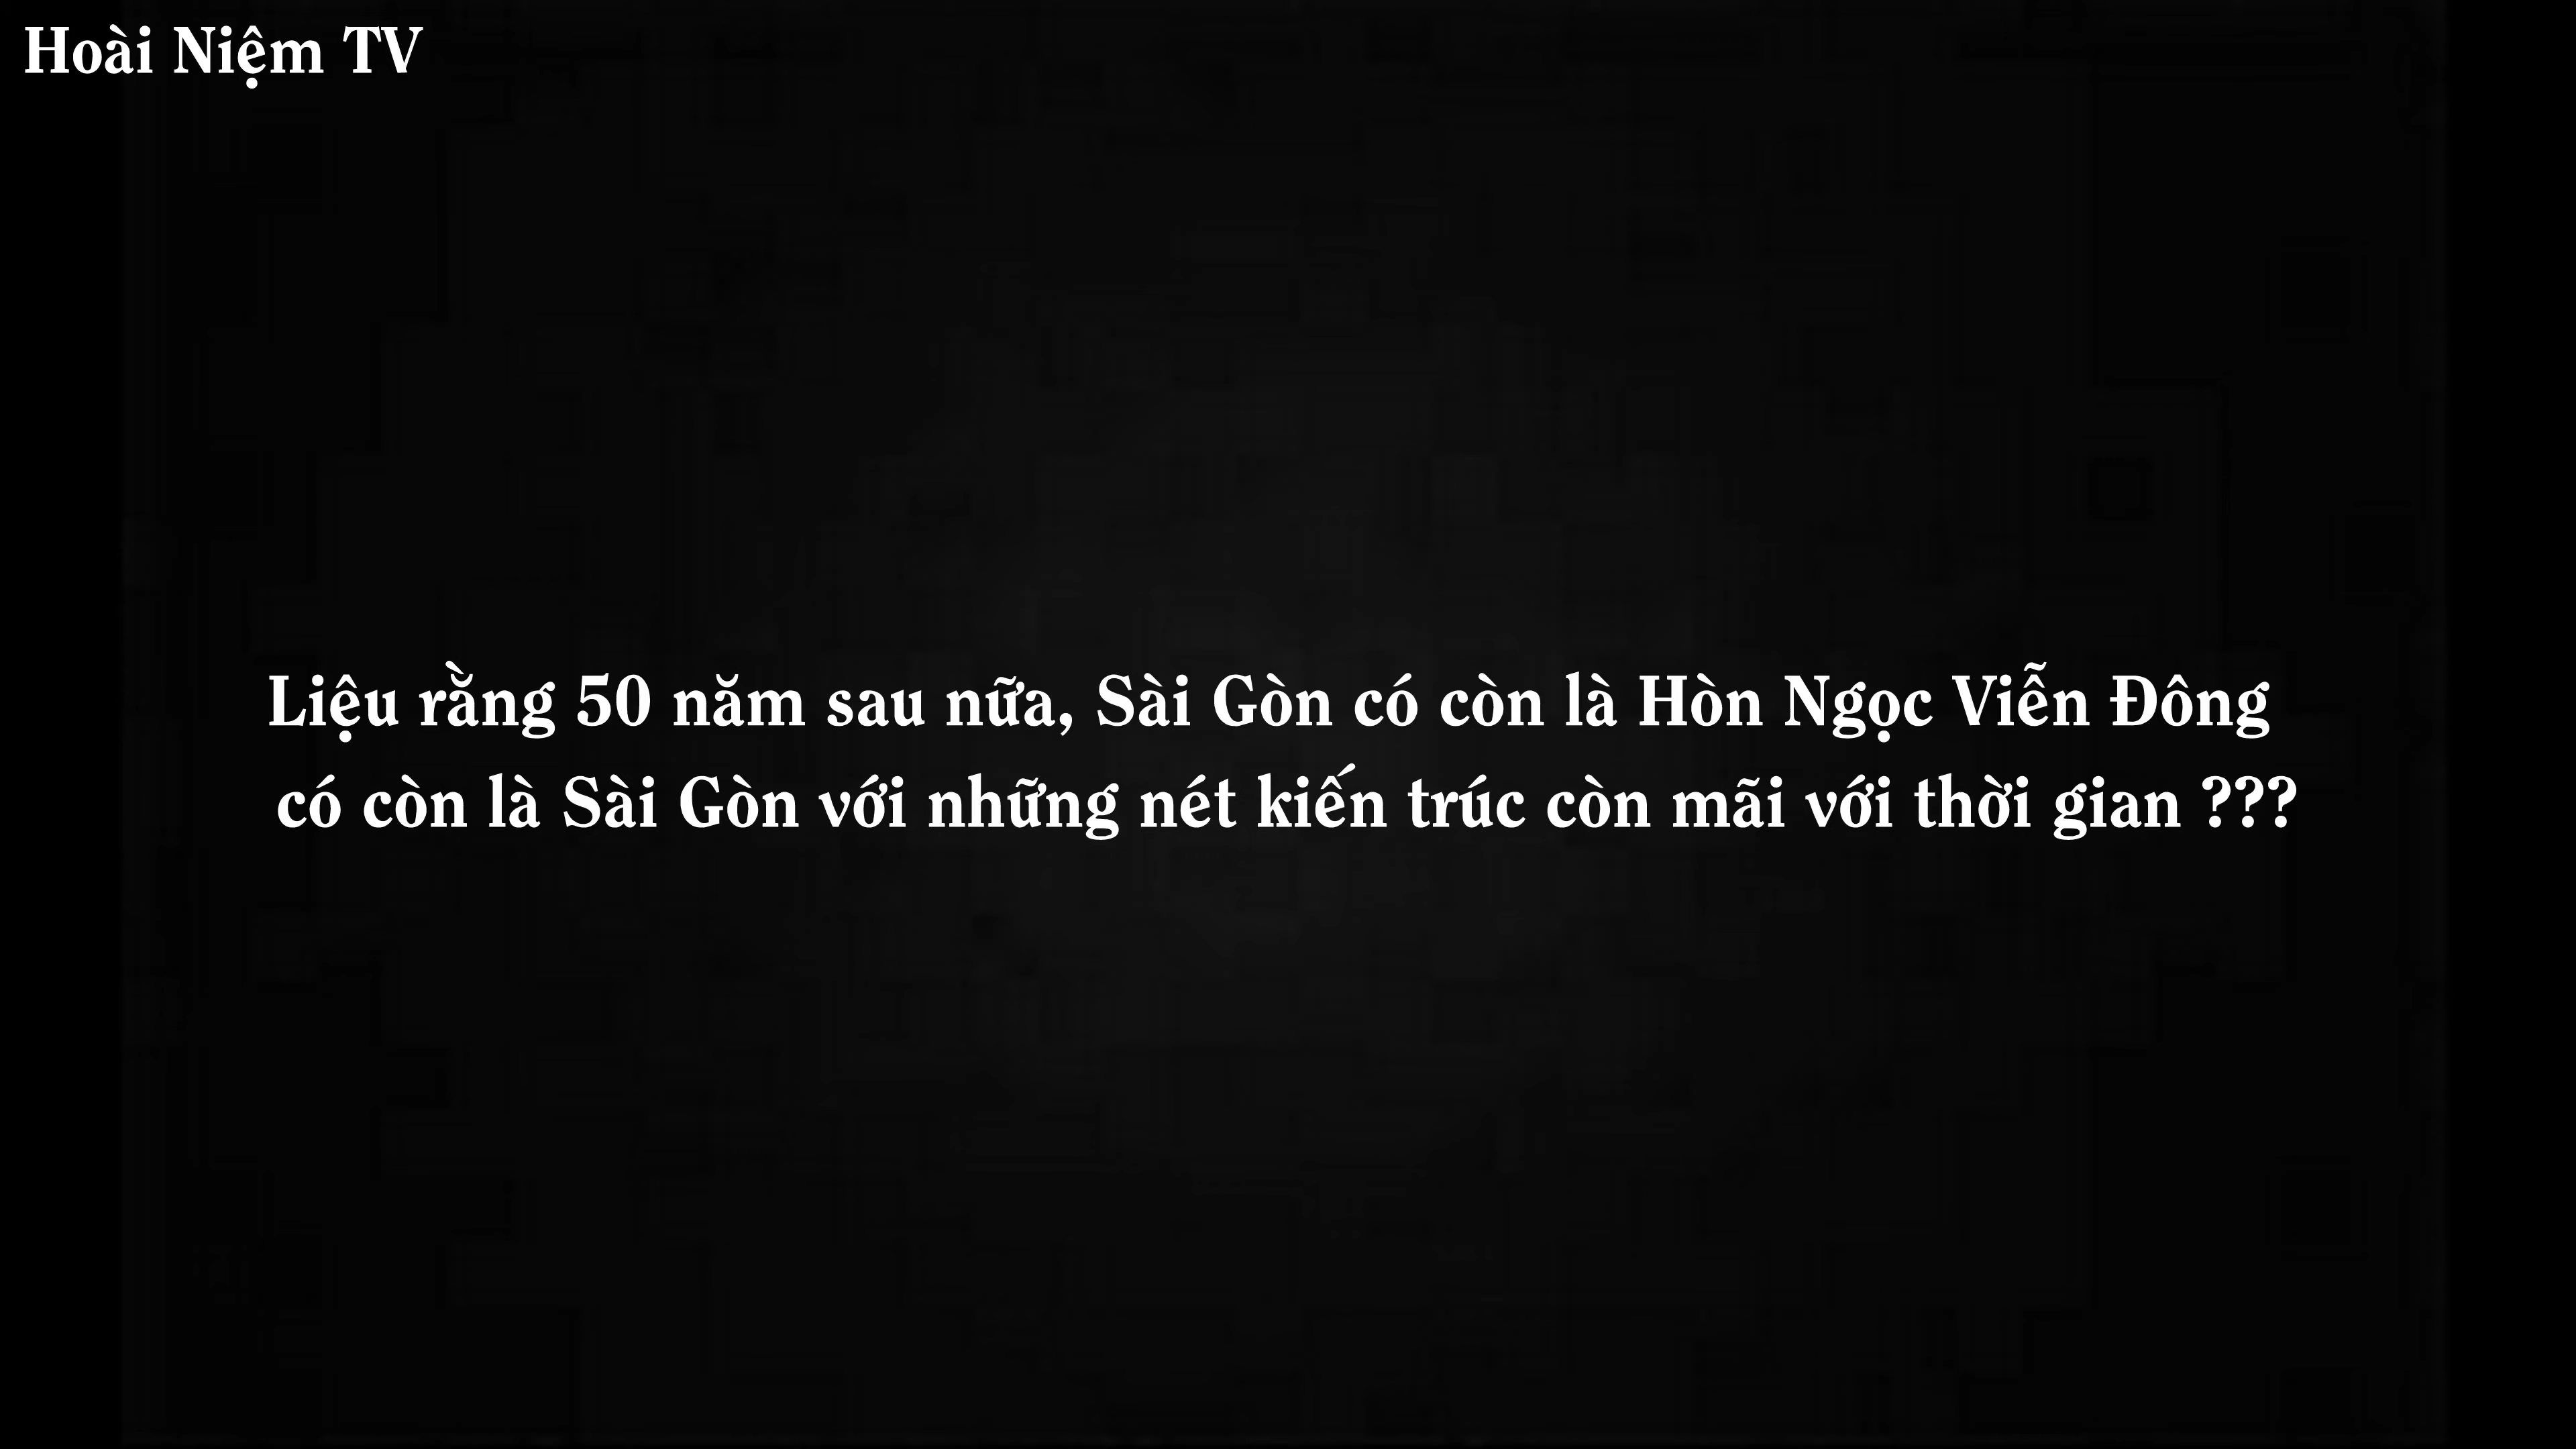 Hoài Niệm TV
Liệu rằng 50 năm sau nữa, Sài Gòn có còn là Hòn Ngọc Viễn Đông
có còn là Sài Gòn với những nét kiến trúc còn mãi với thời gian ???